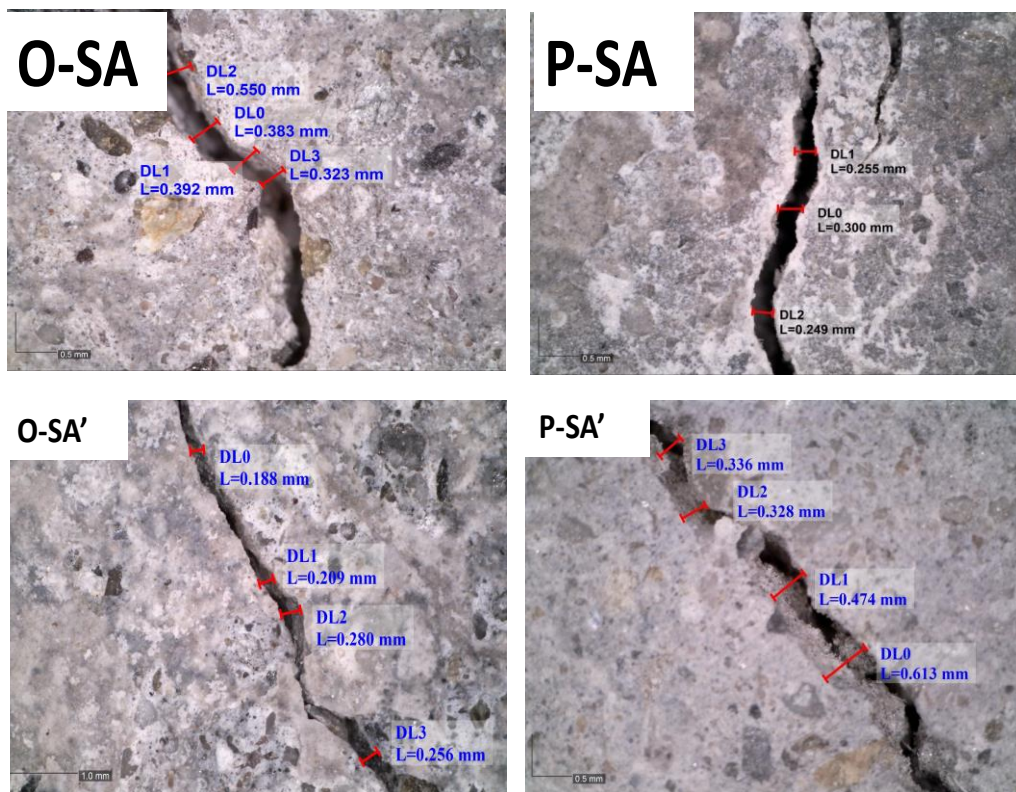 O-SA
DL2
L=0.550 mm
DL0
L=0.383 mm
DL3
L=0.323 mm
DL1
L=0.392 mm
0.5 mm
P-SA
DL1
L=0.255 mm
DL0
L=0.300 mm
DL2
L=0.249 mm
0.5 mm
O-SA’
DL0
L=0.188 mm
DL1
L=0.209 mm
DL2
L=0.280 mm
DL3
L=0.256 mm
1.0 mm
P-SA’
DL3
L=0.336 mm
DL2
L=0.328 mm
DL1
L=0.474 mm
DL0
L=0.613 mm
0.5 mm